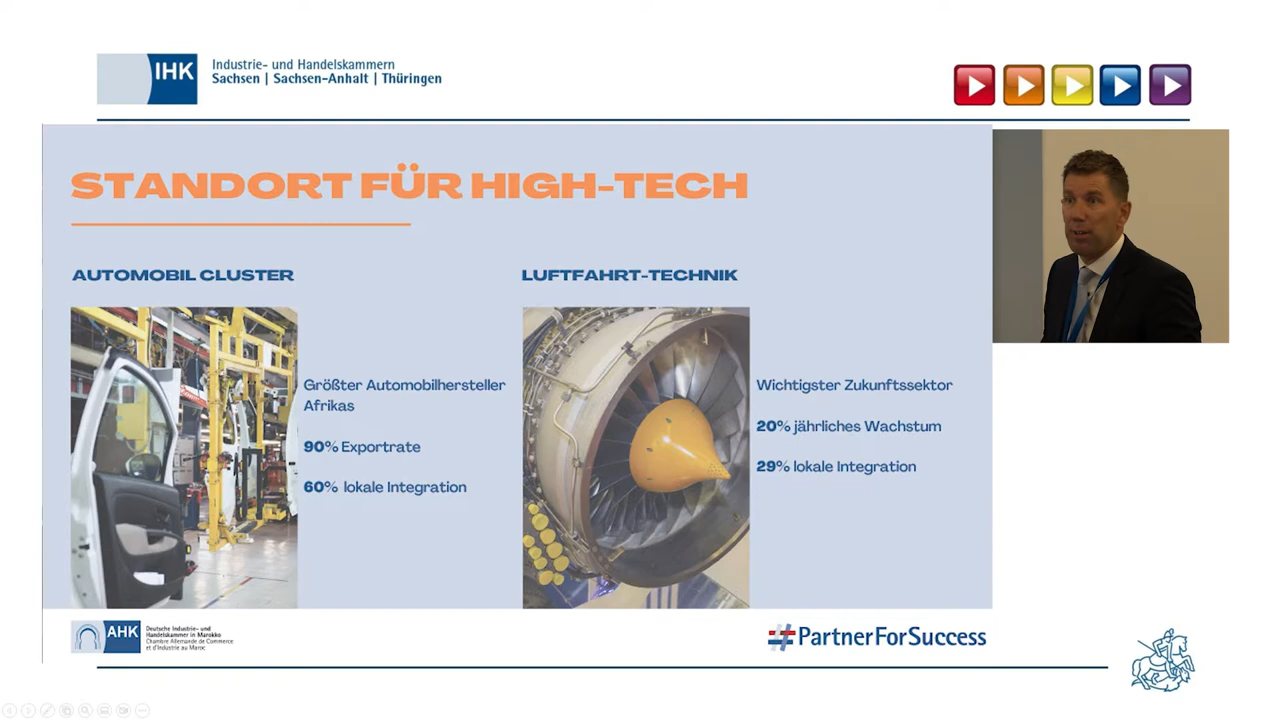 IHK
Industrie- und Handelskammern
Sachsen | Sachsen-Anhalt | Thüringen
STANDORT FÜR HIGH-TECH
AUTOMOBIL CLUSTER
Größter Automobilhersteller
Afrikas
90% Exportrate
60% lokale Integration
LUFTFAHRT-TECHNIK
Wichtigster Zukunftssektor
20% jährliches Wachstum
29% lokale Integration
AHK
Deutsche Industrie- und
Handelskammer in Marokko
Chambre Allemande de Commerce
et d'Industrie au Maroc
#PartnerForSuccess